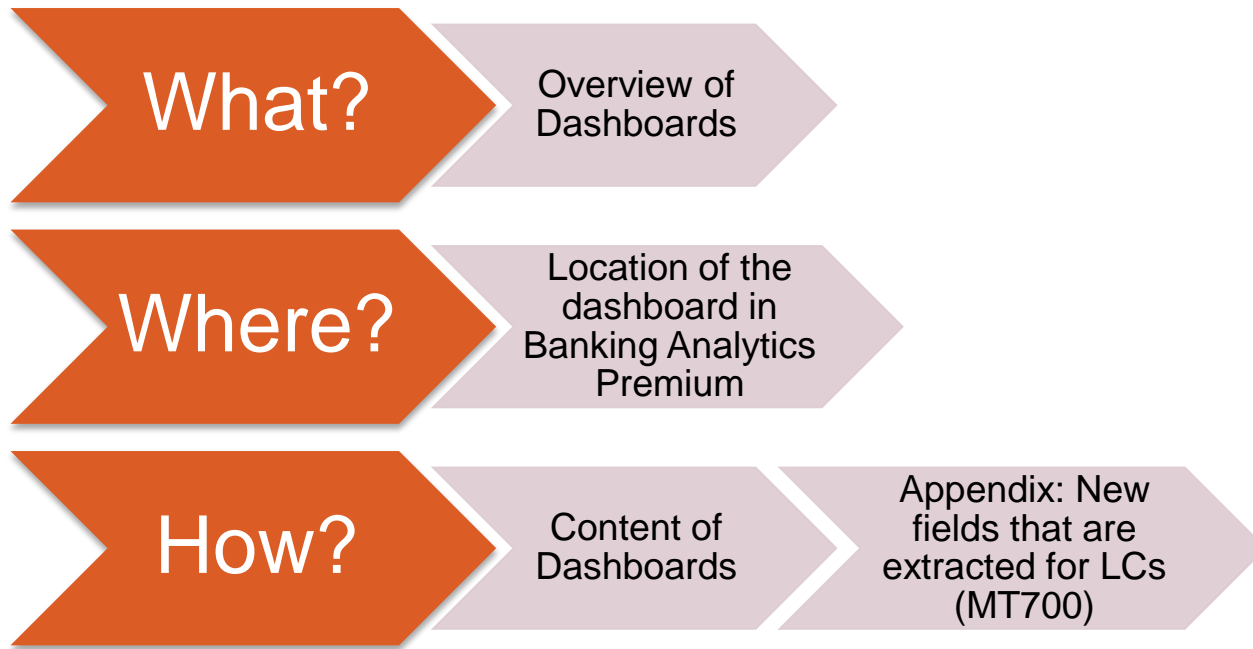 What?
Overview of
Dashboards
Where?
Location of the
dashboard in
Banking Analytics
Premium
How?
Content of
Dashboards
Appendix: New
fields that are
extracted for LCs
(MT700)